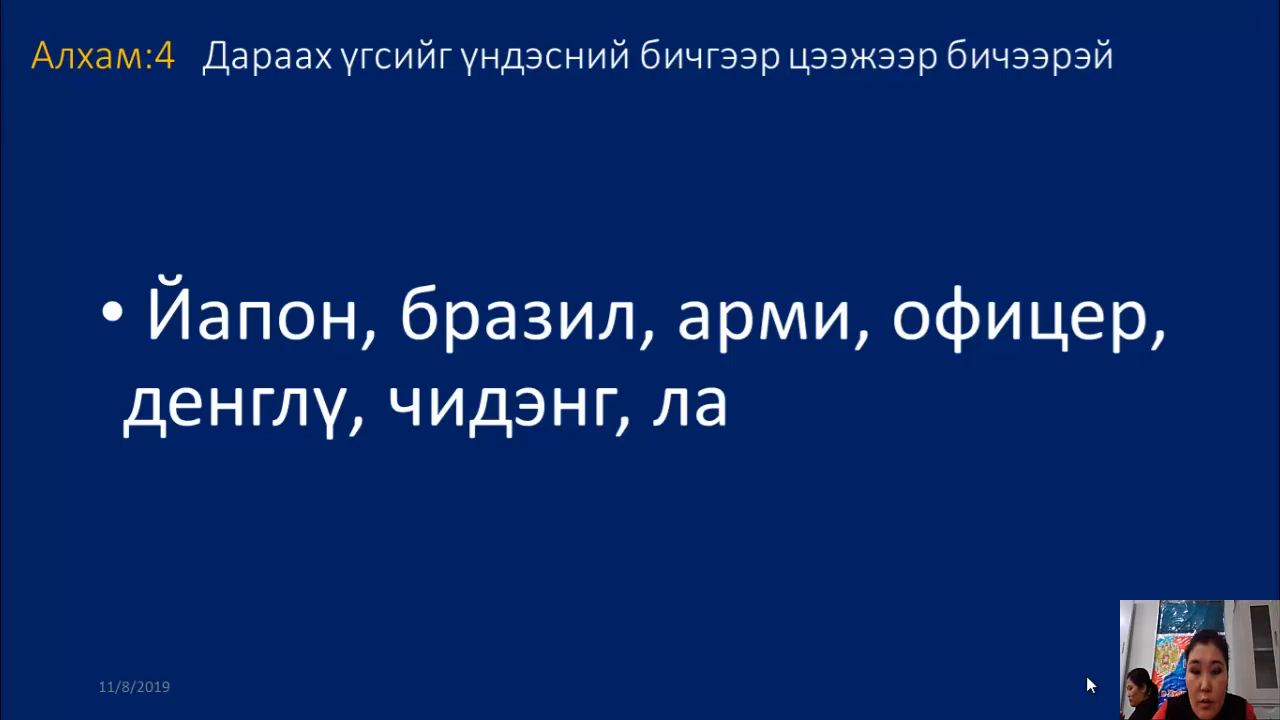 Алхам:4 Дараах үгсийг үндэсний бичгээр цээжээр бичээрэй
• Йапон, бразил, арми, офицер,
денглү, чидэнг, ла
11/8/2019